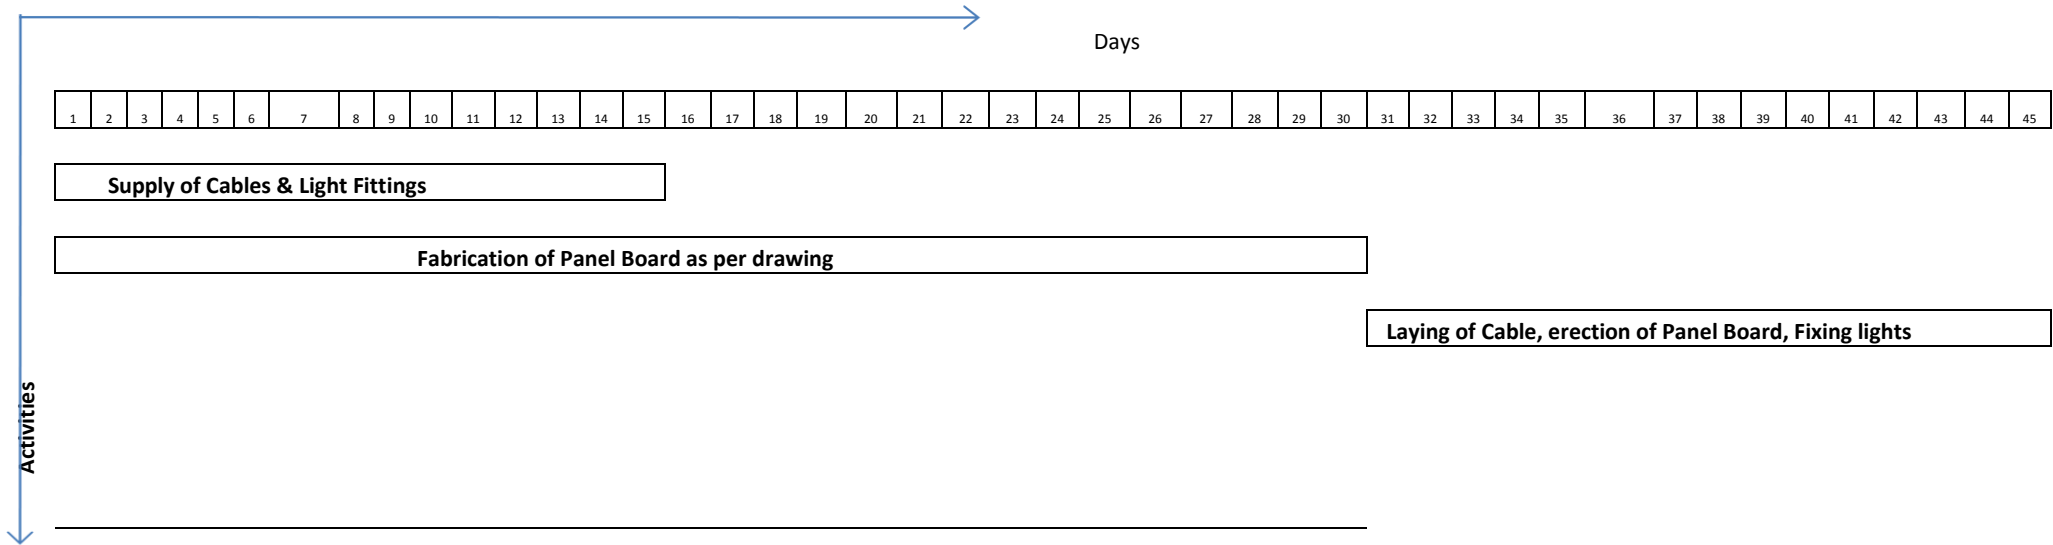 Days
1 2 3 4 5 6 7 8 9 10 11 12 13 14 15 16 17 18 19 20 21 22 23 24 25 26 27 28 29 30 31 32 33 34 35 36 37 38 39 40 41 42 43 44 45
Supply of Cables & Light Fittings
Fabrication of Panel Board as per drawing
Laying of Cable, erection of Panel Board, Fixing lights
Activities